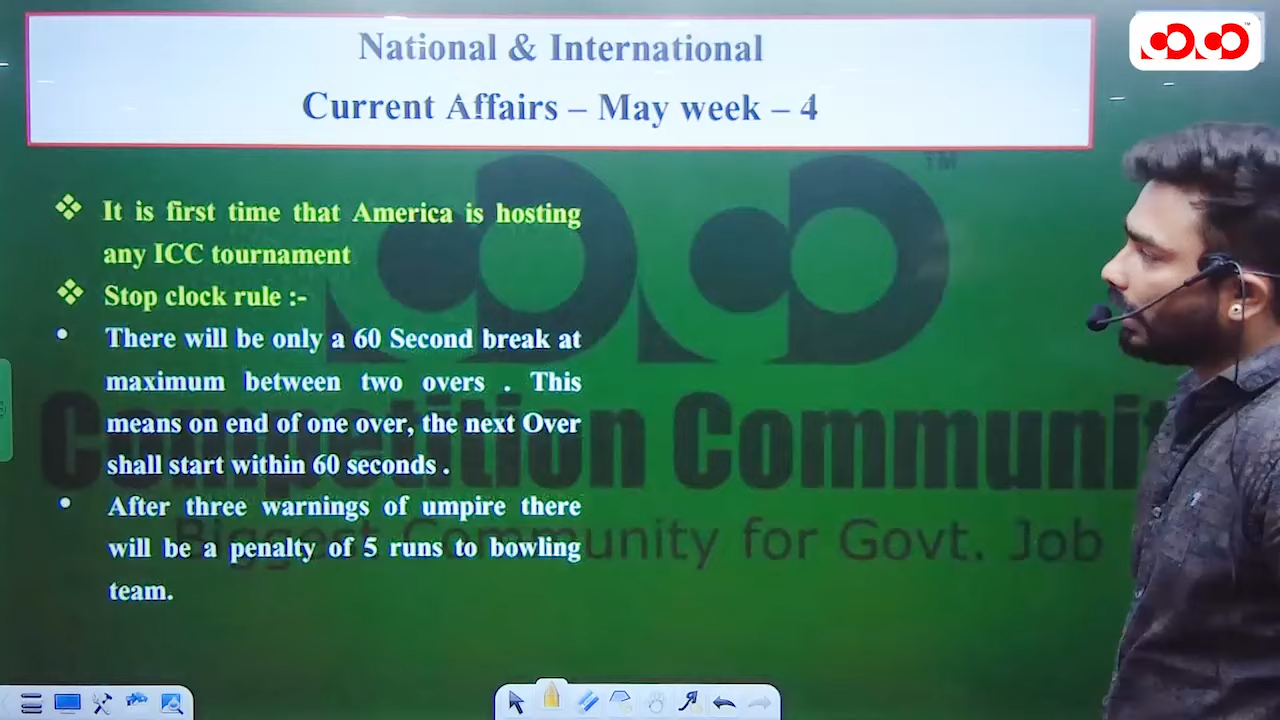 National & International
Current Affairs – May week – 4
TM
❖ It is first time that America is hosting
any ICC tournament
❖ Stop clock rule :-
• There will be only a 60 Second break at
maximum between two overs . This
means on end of one over, the next Over
shall start within 60 seconds .
• After three warnings of umpire there
will be a penalty of 5 runs to bowling
team.
Competition Communit
Biggest Community for Govt. Job